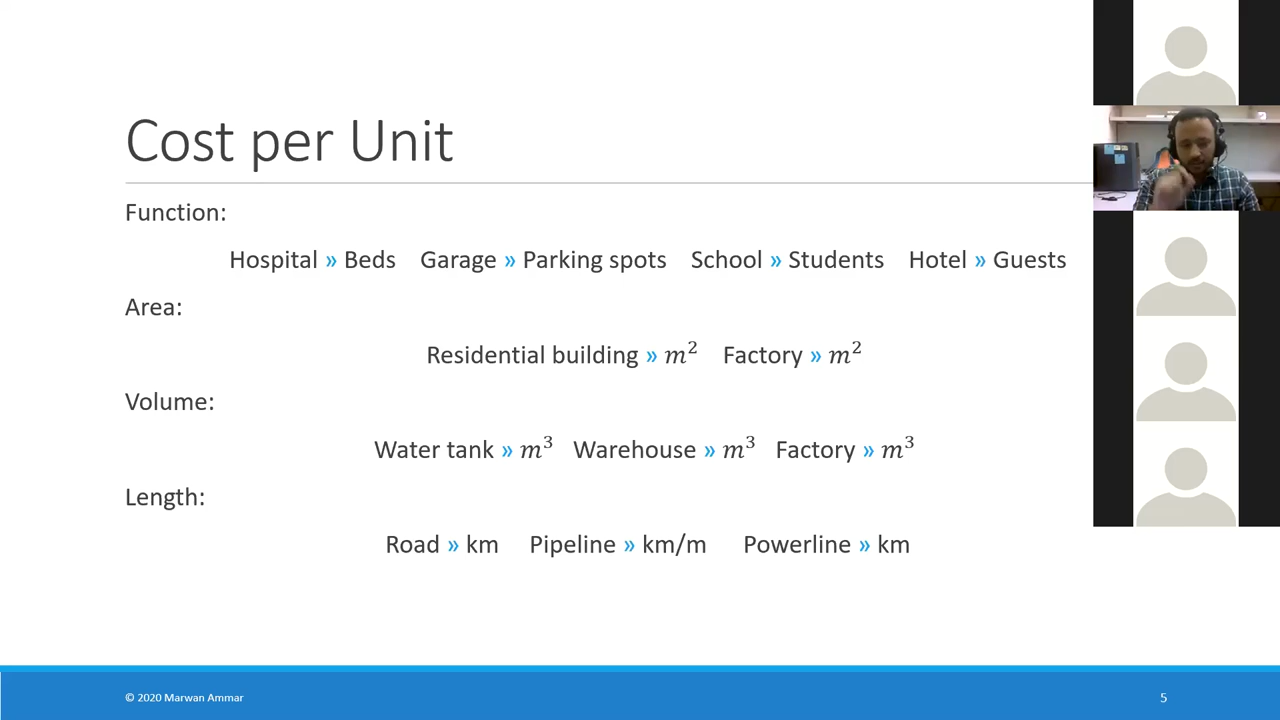 Cost per Unit
Function:
Hospital » Beds Garage » Parking spots School » Students Hotel » Guests
Area:
Residential building » m² Factory » m²
Volume:
Water tank » m³ Warehouse » m³ Factory » m³
Length:
Road » km Pipeline » km/m Powerline » km
© 2020 Marwan Ammar
5